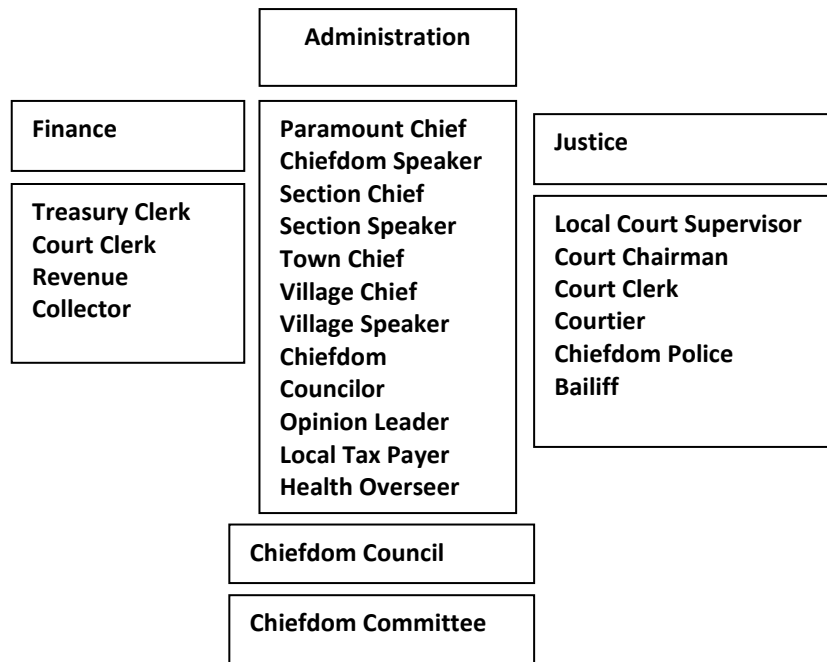 Administration
Finance
Treasury Clerk
Court Clerk
Revenue
Collector
Paramount Chief
Chiefdom Speaker
Section Chief
Section Speaker
Town Chief
Village Chief
Village Speaker
Chiefdom
Councilor
Opinion Leader
Local Tax Payer
Health Overseer
Justice
Local Court Supervisor
Court Chairman
Court Clerk
Courtier
Chiefdom Police
Bailiff
Chiefdom Council
Chiefdom Committee